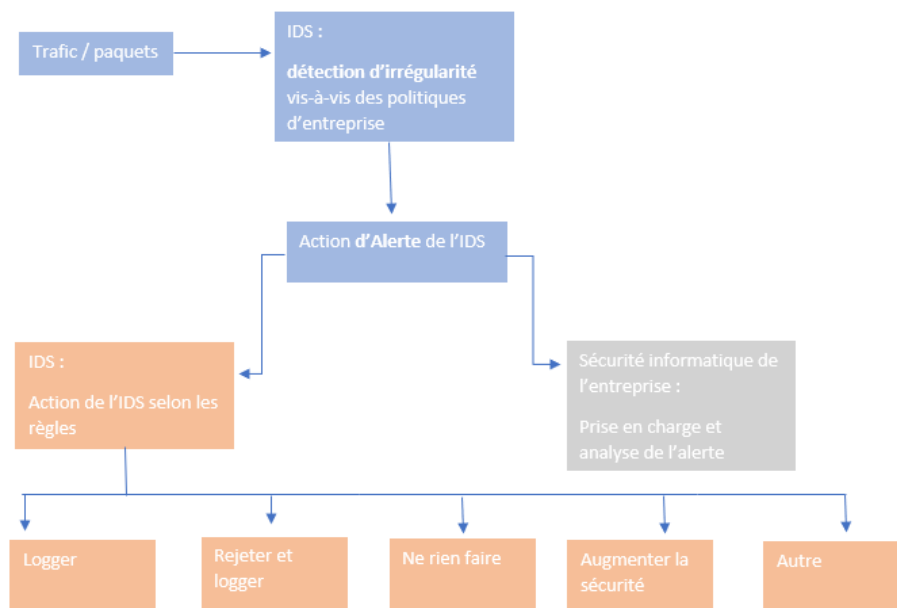 Trafic / paquets
IDS :
détection d'irrégularité
vis-à-vis des politiques
d'entreprise
Action d'Alerte de l'IDS
IDS :
Action de l'IDS selon les
règles
Sécurité informatique de
l'entreprise :
Prise en charge et
analyse de l'alerte
Logger
Rejeter et
logger
Ne rien faire
Augmenter la
sécurité
Autre